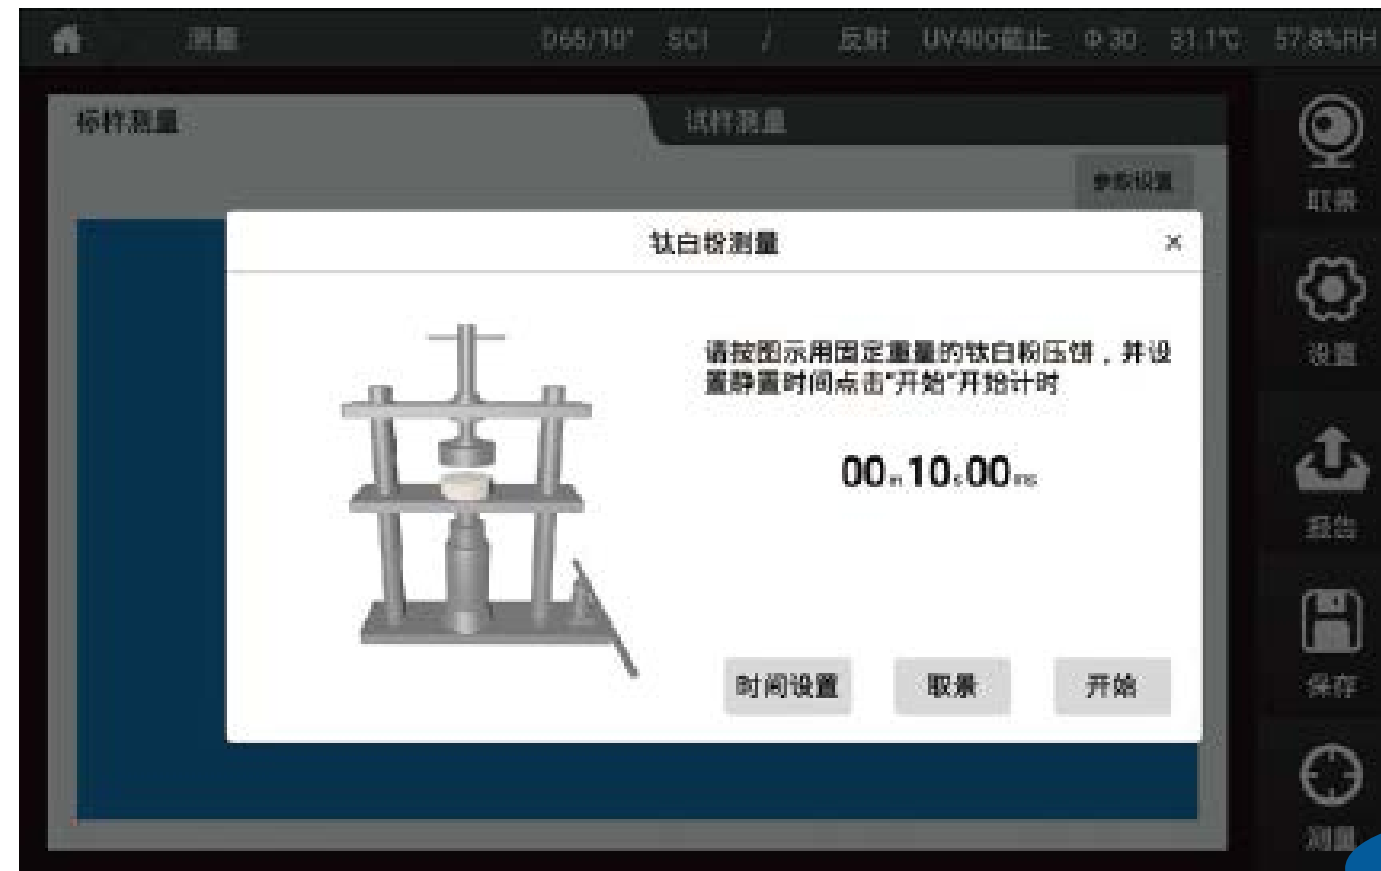 测量 D65/10° SCI / 反射 UV400截止 Φ30 31.1℃ 57.8%RH
标样测量 试样测量
参数设置
取景
钛白粉测量 ×
请按图示用固定重量的钛白粉压饼，并设
置静置时间点击"开始"开始计时
设置
00m10s00ms
报告
时间设置 取景 开始
保存
测量